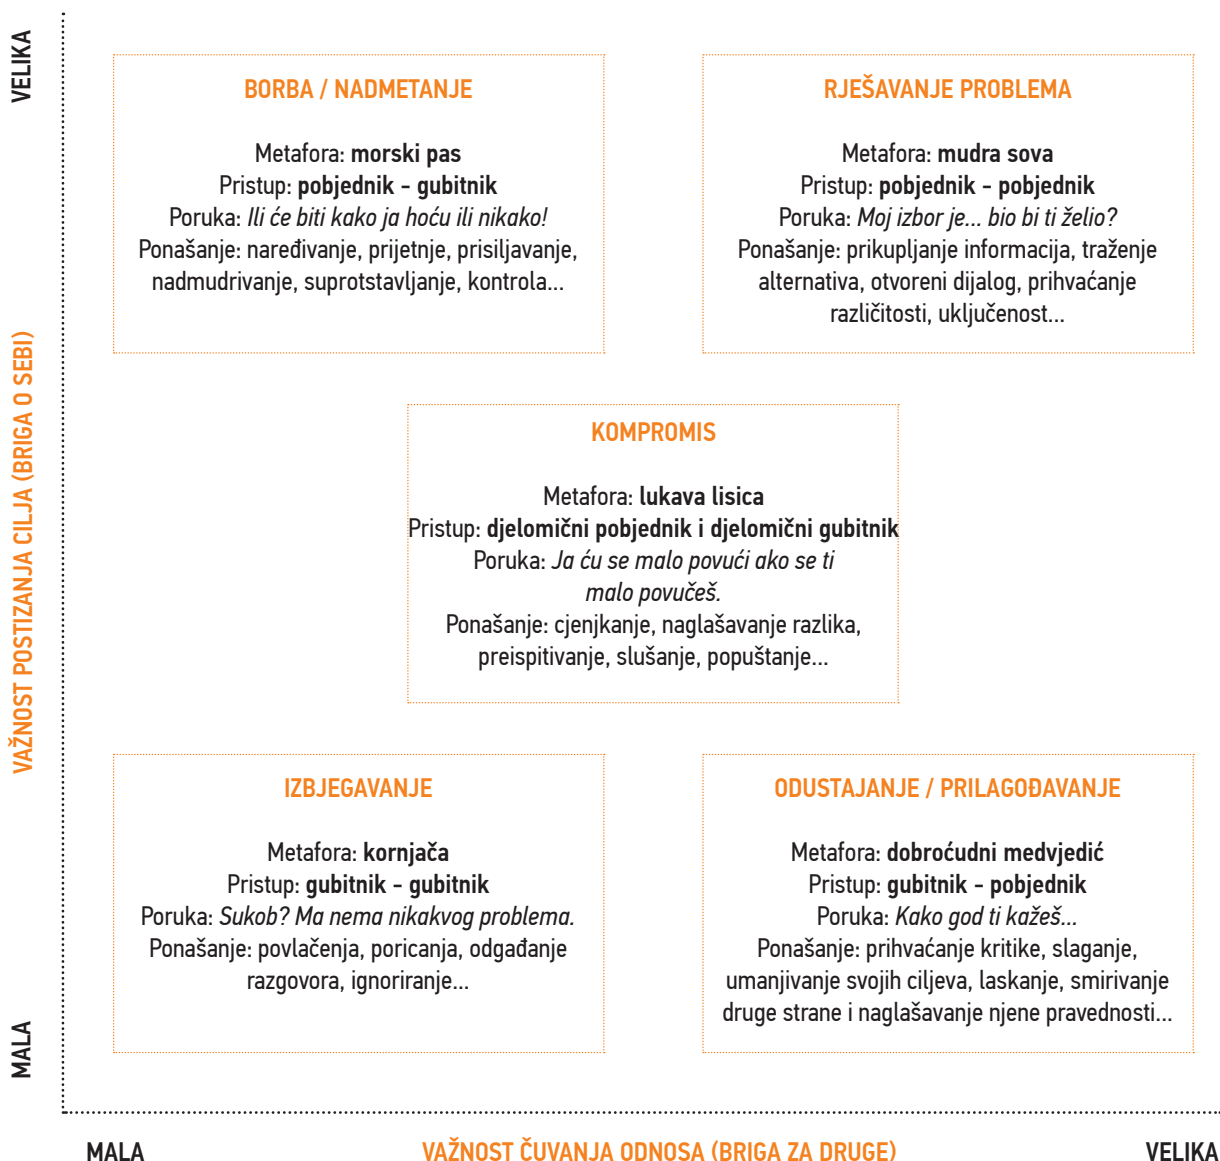 VELIKA
BORBA / NADMETANJE
Metafora: morski pas
Pristup: pobjednik - gubitnik
Poruka: Ili će biti kako ja hoću ili nikako!
Ponašanje: naređivanje, prijetnje, prisiljavanje,
nadmudrivanje, suprotstavljanje, kontrola...
RJEŠAVANJE PROBLEMA
Metafora: mudra sova
Pristup: pobjednik - pobjednik
Poruka: Moj izbor je... bio bi ti želio?
Ponašanje: prikupljanje informacija, traženje
alternativa, otvoreni dijalog, prihvaćanje
različitosti, uključenost...
VAŽNOST POSTIZANJA CILJA (BRIGA O SEBI)
KOMPROMIS
Metafora: lukava lisica
Pristup: djelomični pobjednik i djelomični gubitnik
Poruka: Ja ću se malo povući ako se ti
malo povučeš.
Ponašanje: cjenjkanje, naglašavanje razlika,
preispitivanje, slušanje, popuštanje...
IZBJEGAVANJE
Metafora: kornjača
Pristup: gubitnik - gubitnik
Poruka: Sukob? Ma nema nikakvog problema.
Ponašanje: povlačenja, poricanja, odgađanje
razgovora, ignoriranje...
ODUSTAJANJE / PRILAGOĐAVANJE
Metafora: dobroćudni medvjedić
Pristup: gubitnik - pobjednik
Poruka: Kako god ti kažeš...
Ponašanje: prihvaćanje kritike, slaganje,
umanjivanje svojih ciljeva, laskanje, smirivanje
druge strane i naglašavanje njene pravednosti...
MALA
MALA
VAŽNOST ČUVANJA ODNOSA (BRIGA ZA DRUGE)
VELIKA